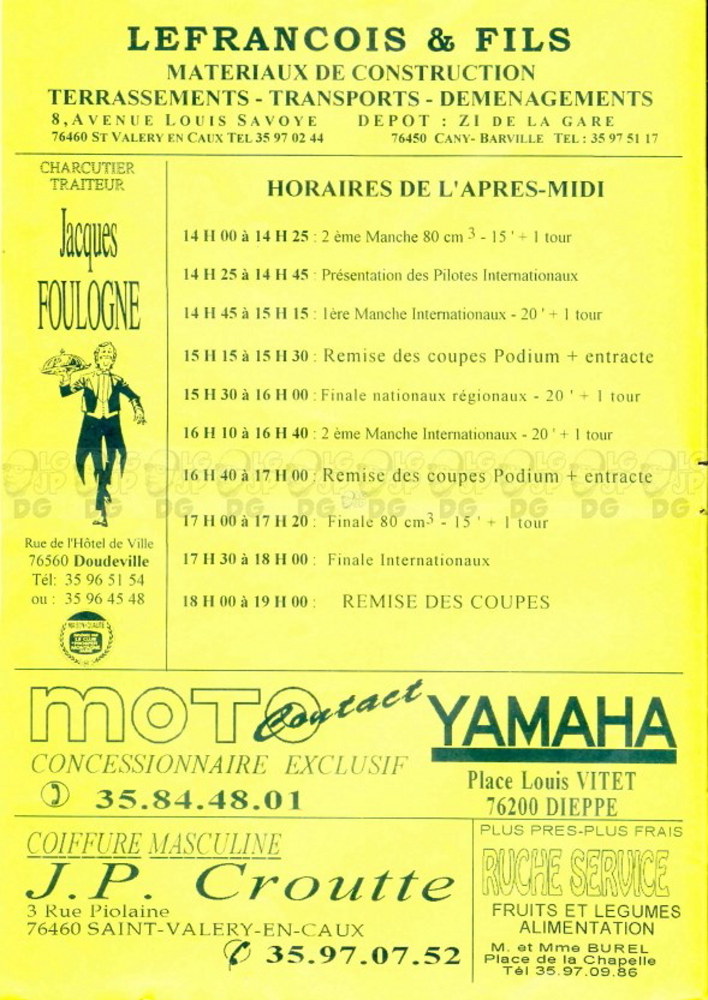 LEFRANCOIS & FILS
MATERIAUX DE CONSTRUCTION
TERRASSEMENTS - TRANSPORTS - DEMENAGEMENTS
8, AVENUE LOUIS SAVOYE DEPOT : ZI DE LA GARE
76460 ST VALERY EN CAUX TEL 35 97 02 44 76450 CANY- BARVILLE TEL : 35 97 51 17
CHARCUTIER
TRAITEUR
Jacques
FOULOGNE
Rue de l'Hôtel de Ville
76560 Doudeville
Tél: 35 96 51 54
ou : 35 96 45 48
HORAIRES DE L'APRES-MIDI
14 H 00 à 14 H 25 : 2 ème Manche 80 cm 3 - 15 ' + 1 tour
14 H 25 à 14 H 45 : Présentation des Pilotes Internationaux
14 H 45 à 15 H 15 : 1ère Manche Internationaux - 20 ' + 1 tour
15 H 15 à 15 H 30 : Remise des coupes Podium + entracte
15 H 30 à 16 H 00 : Finale nationaux régionaux - 20 ' + 1 tour
16 H 10 à 16 H 40 : 2 ème Manche Internationaux - 20 ' + 1 tour
16 H 40 à 17 H 00 : Remise des coupes Podium + entracte
17 H 00 à 17 H 20 : Finale 80 cm3 - 15 ' + 1 tour
17 H 30 à 18 H 00 : Finale Internationaux
18 H 00 à 19 H 00 : REMISE DES COUPES
MOTO Contact YAMAHA
CONCESSIONNAIRE EXCLUSIF
35.84.48.01
Place Louis VITET
76200 DIEPPE
COIFFURE MASCULINE
J.P. Croutte
3 Rue Piolaine
76460 SAINT-VALERY-EN-CAUX
35.97.07.52
PLUS PRES-PLUS FRAIS
RUCHE SERVICE
FRUITS ET LEGUMES
ALIMENTATION
M. et Mme BUREL
Place de la Chapelle
Tél 35.97.09.86